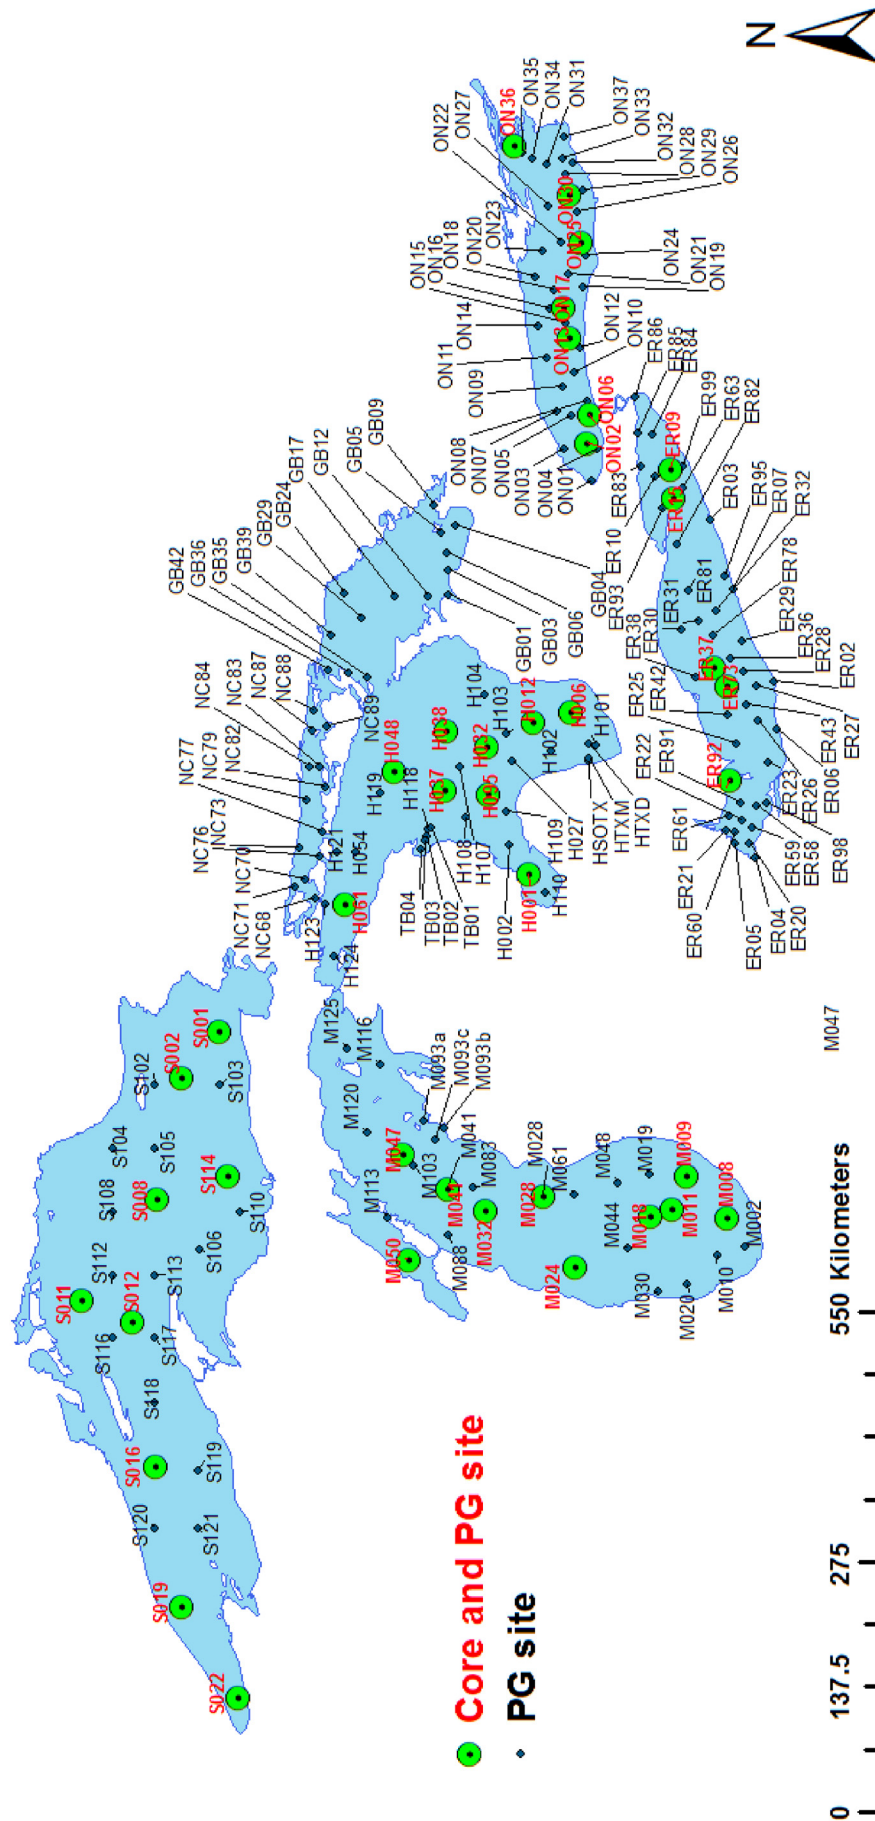 S022
S019
S120
S121
S016
S119
S118
S116
S117
S012
S011
S112
S113
S106
S108
S008
S110
S114
S104
S105
S102
S002
S103
S001
M125
M116
M120
M113
M047
M103
M050
M088
M093a
M093c
M093b
M041
M041
M083
M032
M028
M028
M061
M024
M048
M019
M044
M018
M009
M011
M008
M030
M020
M010
M002
M047
NC88
NC87
NC83
NC84
NC82
NC79
NC77
NC73
NC76
NC70
NC71
NC68
NC89
H123
H124
H061
H121
H054
H119
H118
H048
H038
H037
H032
H095
H104
H103
H012
H006
H101
H102
HSOTX
HTXM
HTXD
H027
H109
H107
H108
H002
H001
H110
TB04
TB03
TB02
TB01
GB42
GB36
GB35
GB39
GB29
GB24
GB17
GB12
GB05
GB09
GB01
GB03
GB06
GB04
ON22
ON27
ON36
ON35
ON34
ON31
ON37
ON33
ON32
ON28
ON29
ON26
ON30
ON25
ON24
ON21
ON19
ON23
ON20
ON18
ON16
ON15
ON17
ON14
ON13
ON12
ON10
ON11
ON09
ON08
ON07
ON05
ON06
ON02
ON03
ON04
ON01
ER86
ER85
ER84
ER99
ER63
ER82
ER09
ER83
ER10
ER93
ER03
ER95
ER07
ER32
ER78
ER31
ER81
ER30
ER38
ER29
ER36
ER28
ER02
ER37
ER73
ER42
ER25
ER27
ER43
ER06
ER26
ER23
ER92
ER91
ER22
ER61
ER21
ER60
ER59
ER58
ER98
ER05
ER04
ER20
N
Core and PG site
PG site
0 137.5 275 550 Kilometers